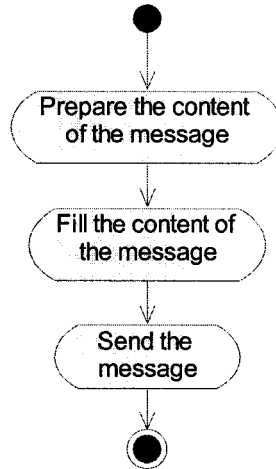 Prepare the content
of the message
Fill the content of
the message
Send the
message